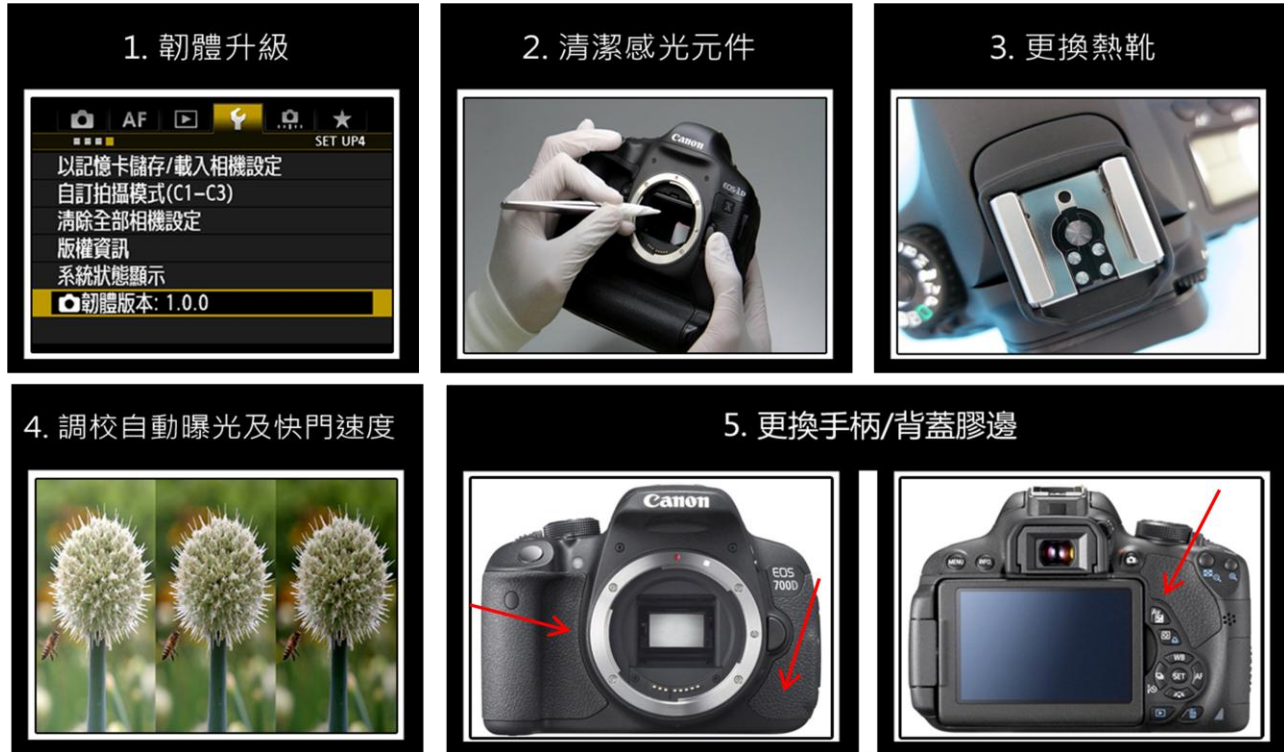 1. 韌體升級
AF
SET UP4
以記憶卡儲存/載入相機設定
自訂拍攝模式(C1-C3)
清除全部相機設定
版權資訊
系統狀態顯示
韌體版本: 1.0.0
2. 清潔感光元件
Canon
EOS-1D
X
3. 更換熱靴
4. 調校自動曝光及快門速度
5. 更換手柄/背蓋膠邊
Canon
EOS
700D
MENU
INFO
WB
SET
AF